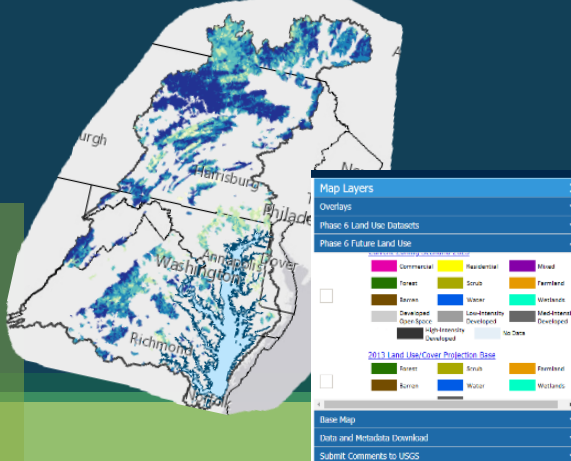 A
urgh
Harrisburg
Ne
Philade
Annapolis
Dover
Washington
Richmond
Norfolk
Map Layers
Overlays
Phase 6 Land Use Datasets
Phase 6 Future Land Use
Commercial Residential Mixed
Forest Scrub Farmland
Barren Water Wetlands
Developed Open Space Low-Intensity Developed Med-Intensi Developed
High-Intensity Developed No Data
2013 Land Use/Cover Projection Base
Forest Scrub Farmland
Barren Water Wetlands
Base Map
Data and Metadata Download
Submit Comments to USGS